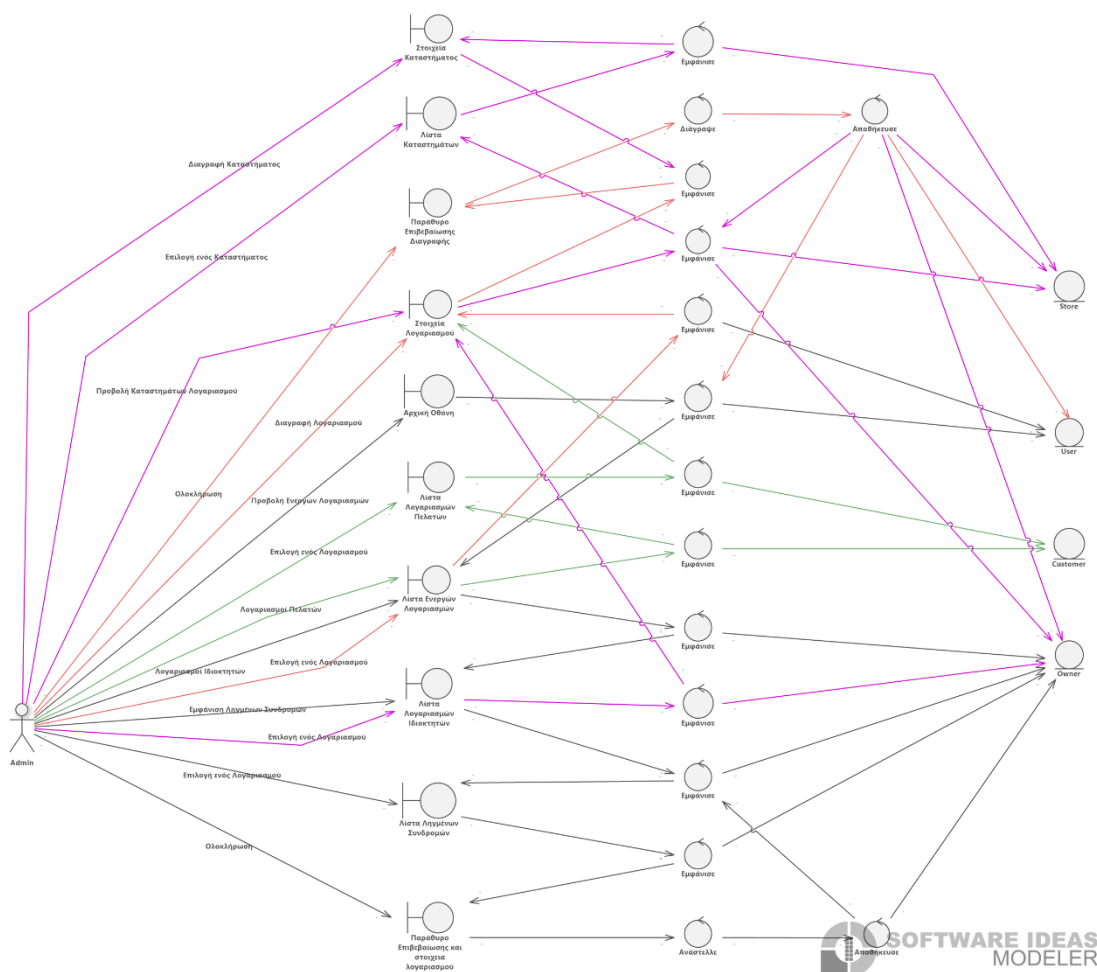 Στοιχεία
Καταστήματος
Εμφάνισε
Λίστα
Καταστημάτων
Διάγραψε
Αποθήκευσε
Διαγραφή Καταστήματος
Εμφάνισε
Παράθυρο
Επιβεβαίωσης
Διαγραφής
Επιλογή ενός Καταστήματος
Εμφάνισε
Store
Στοιχεία
Λογαριασμού
Εμφάνισε
Προβολή Καταστημάτων Λογαριασμού
Αρχική Οθόνη
Εμφάνισε
Διαγραφή Λογαριασμού
User
Ολοκλήρωση
Προβολή Ενεργών Λογαριασμών
Λίστα
Λογαριασμών
Πελατών
Εμφάνισε
Επιλογή ενός Λογαριασμού
Εμφάνισε
Customer
Λογαριασμοί Πελατών
Λίστα Ενεργών
Λογαριασμών
Εμφάνισε
Λογαριασμοί Ιδιοκτητών
Επιλογή ενός Λογαριασμού
Owner
Εμφάνιση Ληγμένων Συνδρομών
Λίστα
Λογαριασμών
Ιδιοκτητών
Εμφάνισε
Επιλογή ενός Λογαριασμού
Admin
Επιλογή ενός Λογαριασμού
Εμφάνισε
Λίστα Ληγμένων
Συνδρομών
Ολοκλήρωση
Εμφάνισε
Παράθυρο
Επιβεβαίωσης και
στοιχεια
λογαριασμού
Ανάστελλε
Αποθήκευσε
SOFTWARE IDEAS
MODELER